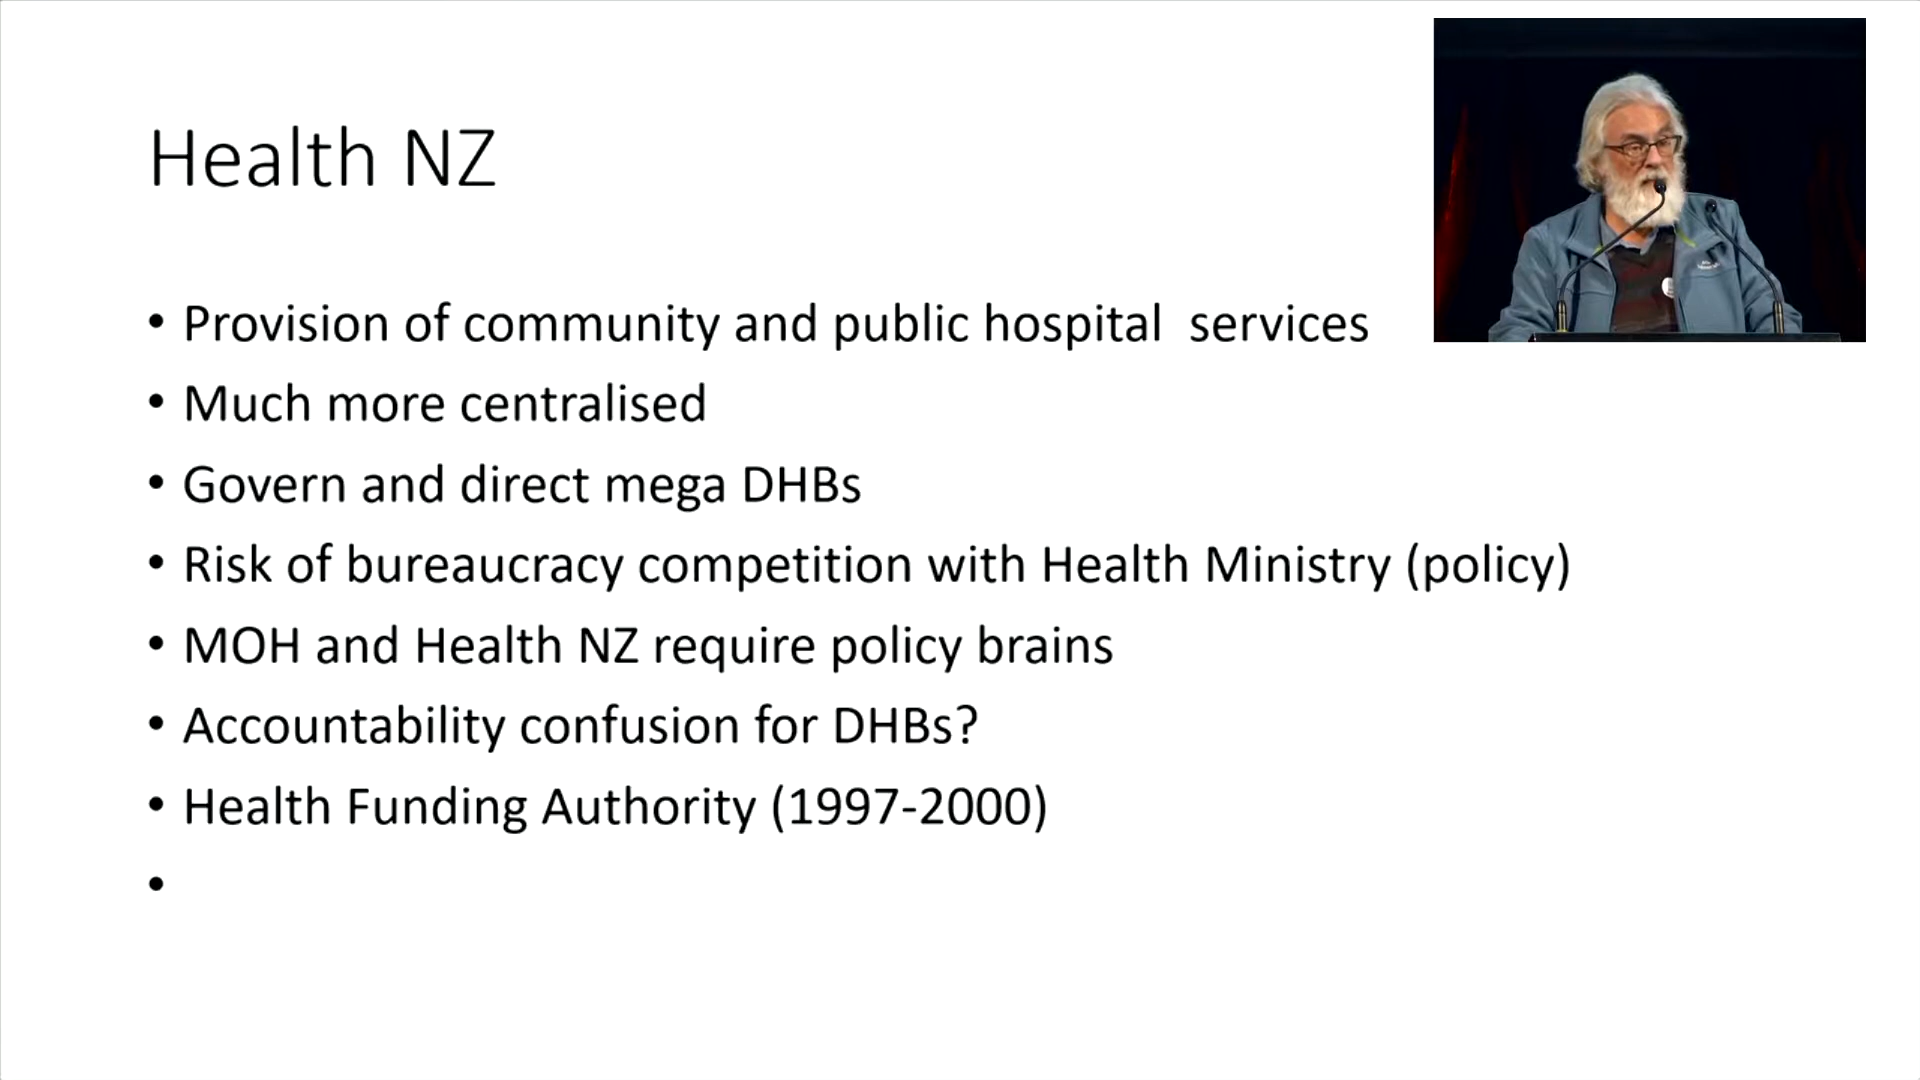 Health NZ
• Provision of community and public hospital  services
• Much more centralised
• Govern and direct mega DHBs
• Risk of bureaucracy competition with Health Ministry (policy)
• MOH and Health NZ require policy brains
• Accountability confusion for DHBs?
• Health Funding Authority (1997-2000)
•